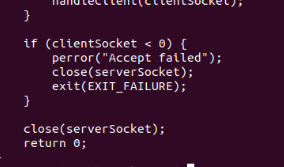 handleClient(clientSocket);
}
if (clientSocket < 0) {
perror("Accept failed");
close(serverSocket);
exit(EXIT_FAILURE);
}
close(serverSocket);
return 0;